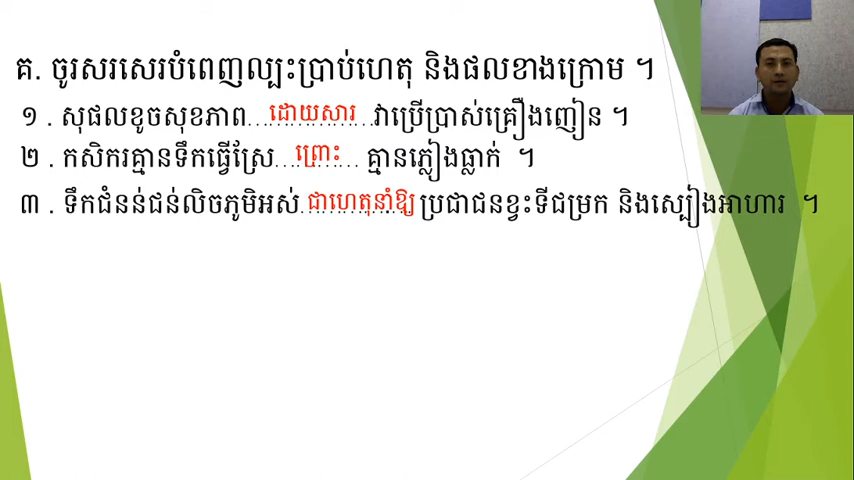 គ. ចូរសរសេរបំពេញល្បះប្រាប់ហេតុ និងផលខាងក្រោម ។
១ . សុផលខូចសុខភាព...ដោយសារ...វាប្រើប្រាស់គ្រឿងញៀន ។
២ . កសិករគ្មានទឹកធ្វើស្រែ...ព្រោះ... គ្មានភ្លៀងធ្លាក់ ។
៣ . ទឹកជំនន់ជន់លិចភូមិអស់...ជាហេតុនាំឱ្យ ប្រជាជនខ្វះទីជម្រក និងស្បៀងអាហារ ។